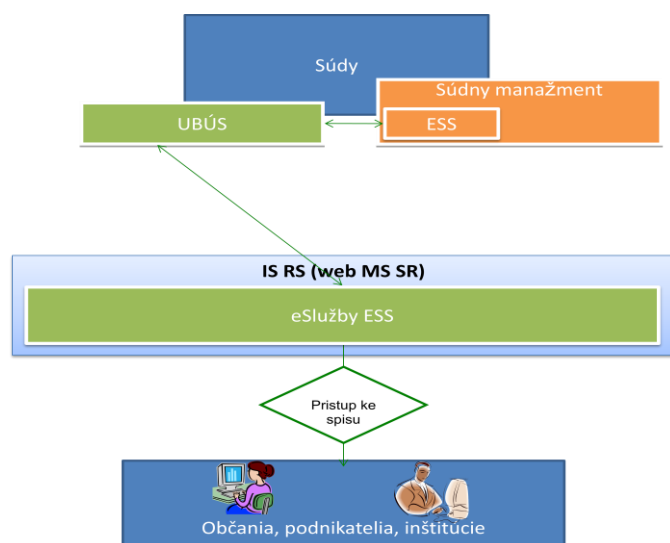 Súdy
Súdny manažment
UBÚS
ESS
IS RS (web MS SR)
eSlužby ESS
Pristup ke
spisu
Občania, podnikatelia, inštitúcie